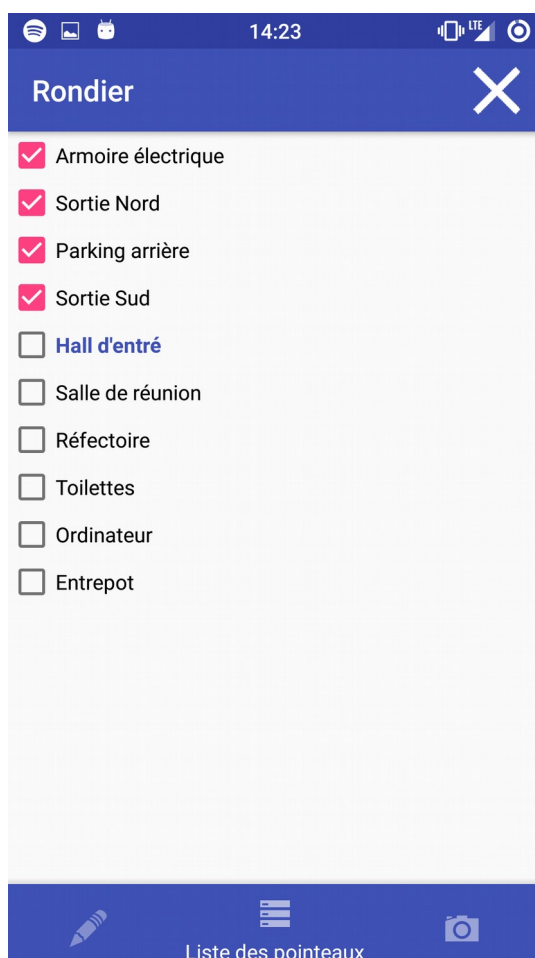 14:23
LTE
Rondier
Armoire électrique
Sortie Nord
Parking arrière
Sortie Sud
Hall d'entré
Salle de réunion
Réfectoire
Toilettes
Ordinateur
Entrepot
Liste des pointeaux